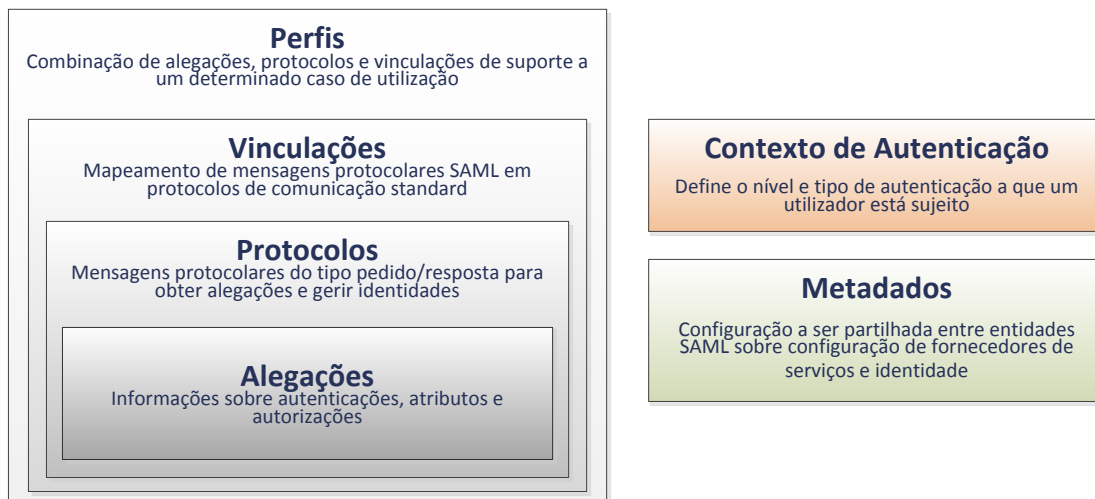 Perfis
Combinação de alegações, protocolos e vinculações de suporte a
um determinado caso de utilização
Vinculações
Mapeamento de mensagens protocolares SAML em
protocolos de comunicação standard
Protocolos
Mensagens protocolares do tipo pedido/resposta para
obter alegações e gerir identidades
Alegações
Informações sobre autenticações, atributos e
autorizações
Contexto de Autenticação
Define o nível e tipo de autenticação a que um
utilizador está sujeito
Metadados
Configuração a ser partilhada entre entidades
SAML sobre configuração de fornecedores de
serviços e identidade